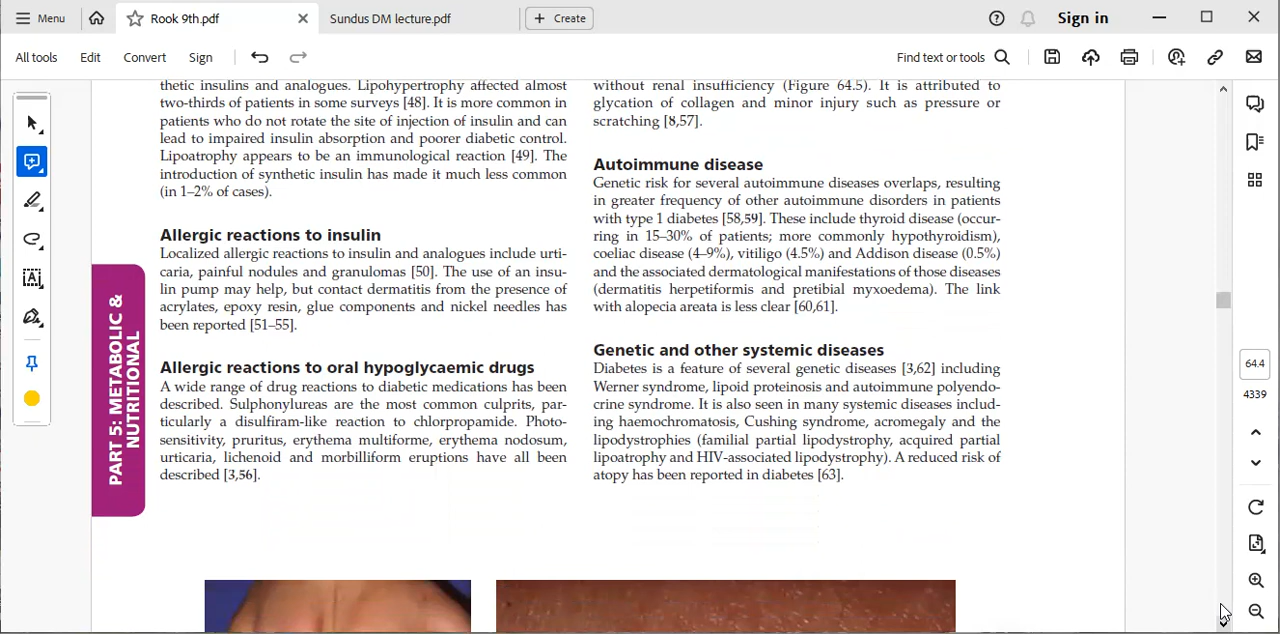 Menu
Rook 9th.pdf
Sundus DM lecture.pdf
Create
Sign in
All tools
Edit
Convert
Sign
Find text or tools
thetic insulins and analogues. Lipohypertrophy affected almost
two-thirds of patients in some surveys [48]. It is more common in
patients who do not rotate the site of injection of insulin and can
lead to impaired insulin absorption and poorer diabetic control.
Lipoatrophy appears to be an immunological reaction [49]. The
introduction of synthetic insulin has made it much less common
(in 1–2% of cases).
Allergic reactions to insulin
Localized allergic reactions to insulin and analogues include urti-
caria, painful nodules and granulomas [50]. The use of an insu-
lin pump may help, but contact dermatitis from the presence of
acrylates, epoxy resin, glue components and nickel needles has
been reported [51–55].
Allergic reactions to oral hypoglycaemic drugs
A wide range of drug reactions to diabetic medications has been
described. Sulphonylureas are the most common culprits, par-
ticularly a disulfiram-like reaction to chlorpropamide. Photo-
sensitivity, pruritus, erythema multiforme, erythema nodosum,
urticaria, lichenoid and morbilliform eruptions have all been
described [3,56].
without renal insufficiency (Figure 64.5). It is attributed to
glycation of collagen and minor injury such as pressure or
scratching [8,57].
Autoimmune disease
Genetic risk for several autoimmune diseases overlaps, resulting
in greater frequency of other autoimmune disorders in patients
with type 1 diabetes [58,59]. These include thyroid disease (occur-
ring in 15–30% of patients; more commonly hypothyroidism),
coeliac disease (4–9%), vitiligo (4.5%) and Addison disease (0.5%)
and the associated dermatological manifestations of those diseases
(dermatitis herpetiformis and pretibial myxoedema). The link
with alopecia areata is less clear [60,61].
Genetic and other systemic diseases
Diabetes is a feature of several genetic diseases [3,62] including
Werner syndrome, lipoid proteinosis and autoimmune polyendo-
crine syndrome. It is also seen in many systemic diseases includ-
ing haemochromatosis, Cushing syndrome, acromegaly and the
lipodystrophies (familial partial lipodystrophy, acquired partial
lipoatrophy and HIV-associated lipodystrophy). A reduced risk of
atopy has been reported in diabetes [63].
PART 5: METABOLIC &
NUTRITIONAL
64.4
4339